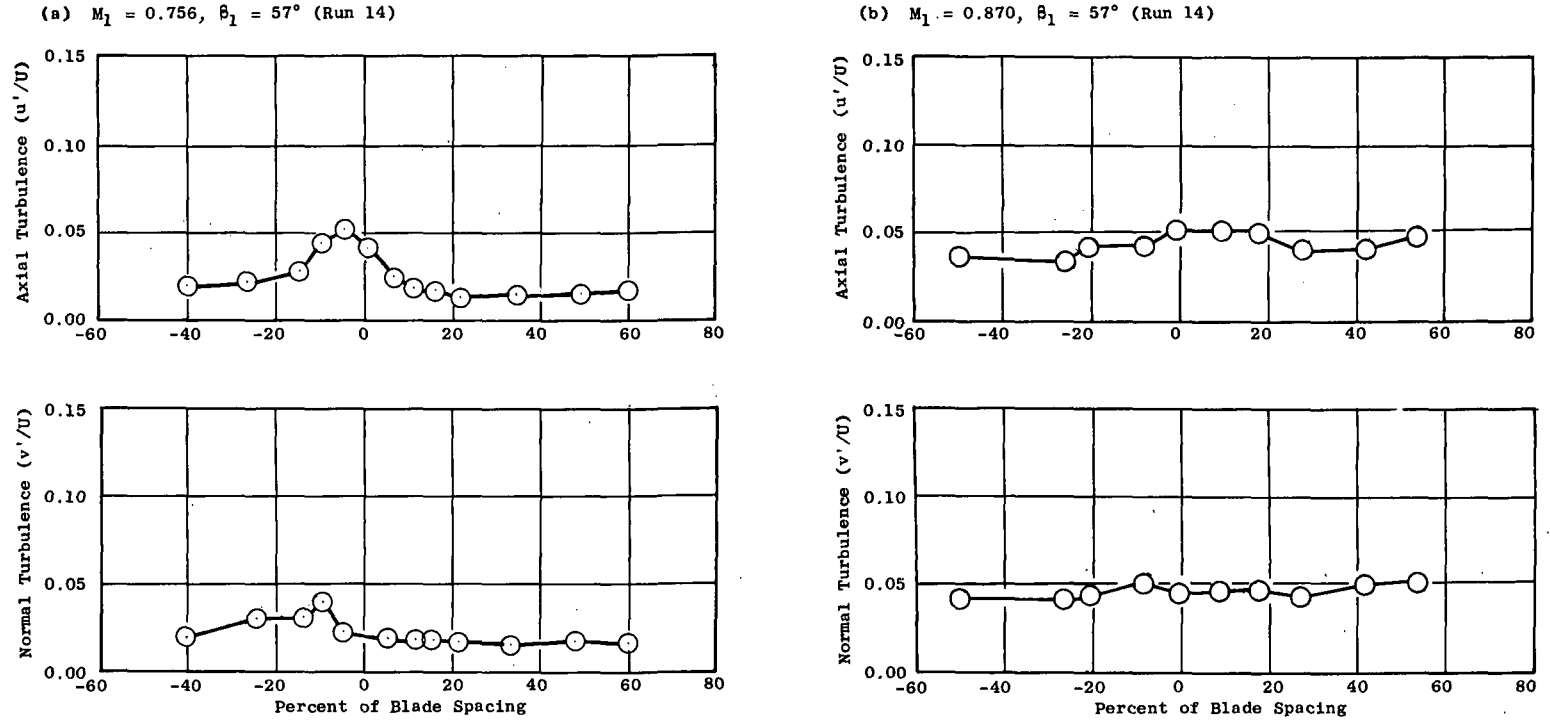 (a) M1 = 0.756, β1 = 57° (Run 14)
Axial Turbulence (u'/U)
0.15
0.10
0.05
0.00
-60 -40 -20 0 20 40 60 80
Normal Turbulence (v'/U)
0.15
0.10
0.05
0.00
-60 -40 -20 0 20 40 60 80
Percent of Blade Spacing
(b) M1 = 0.870, β1 = 57° (Run 14)
Axial Turbulence (u'/U)
0.15
0.10
0.05
0.00
-60 -40 -20 0 20 40 60 80
Normal Turbulence (v'/U)
0.15
0.10
0.05
0.00
-60 -40 -20 0 20 40 60 80
Percent of Blade Spacing